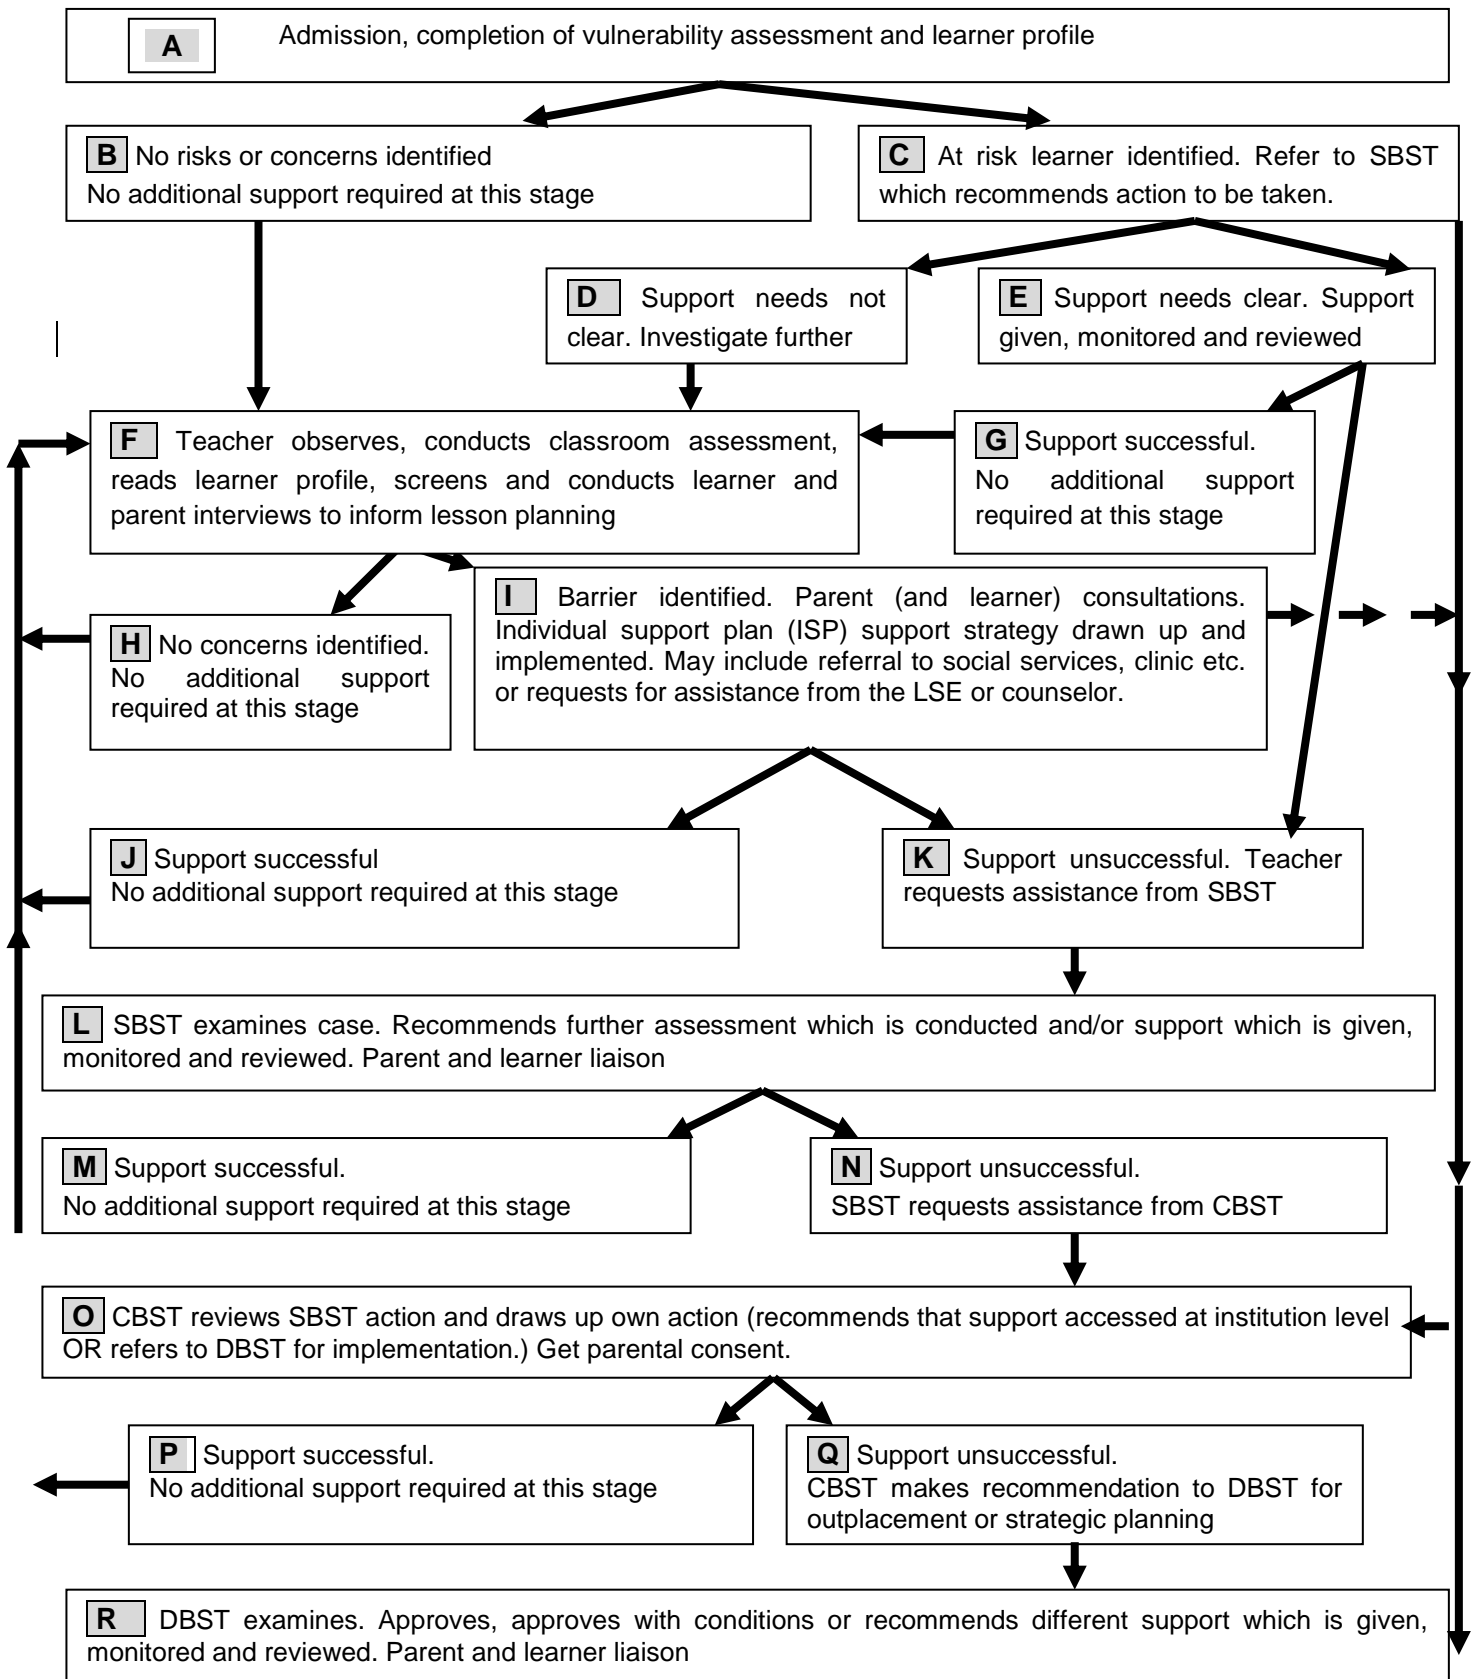 A Admission, completion of vulnerability assessment and learner profile
B No risks or concerns identified
No additional support required at this stage
C At risk learner identified. Refer to SBST
which recommends action to be taken.
D Support needs not
clear. Investigate further
E Support needs clear. Support
given, monitored and reviewed
F Teacher observes, conducts classroom assessment,
reads learner profile, screens and conducts learner and
parent interviews to inform lesson planning
G Support successful.
No additional support
required at this stage
H No concerns identified.
No additional support
required at this stage
I Barrier identified. Parent (and learner) consultations.
Individual support plan (ISP) support strategy drawn up and
implemented. May include referral to social services, clinic etc.
or requests for assistance from the LSE or counselor.
J Support successful
No additional support required at this stage
K Support unsuccessful. Teacher
requests assistance from SBST
L SBST examines case. Recommends further assessment which is conducted and/or support which is given,
monitored and reviewed. Parent and learner liaison
M Support successful.
No additional support required at this stage
N Support unsuccessful.
SBST requests assistance from CBST
O CBST reviews SBST action and draws up own action (recommends that support accessed at institution level
OR refers to DBST for implementation.) Get parental consent.
P Support successful.
No additional support required at this stage
Q Support unsuccessful.
CBST makes recommendation to DBST for
outplacement or strategic planning
R DBST examines. Approves, approves with conditions or recommends different support which is given,
monitored and reviewed. Parent and learner liaison